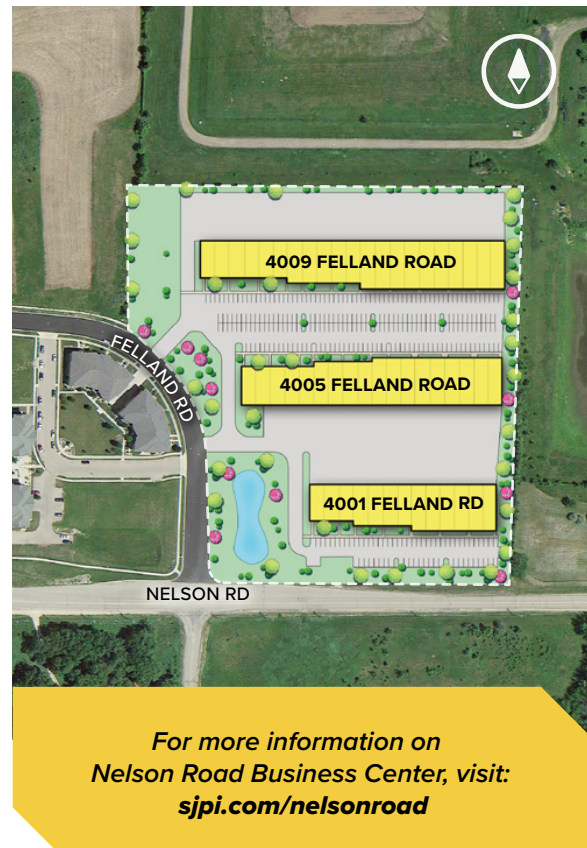 4009 FELLAND ROAD
FELLAND RD
4005 FELLAND ROAD
4001 FELLAND RD
NELSON RD
For more information on
Nelson Road Business Center, visit:
sjpi.com/nelsonroad